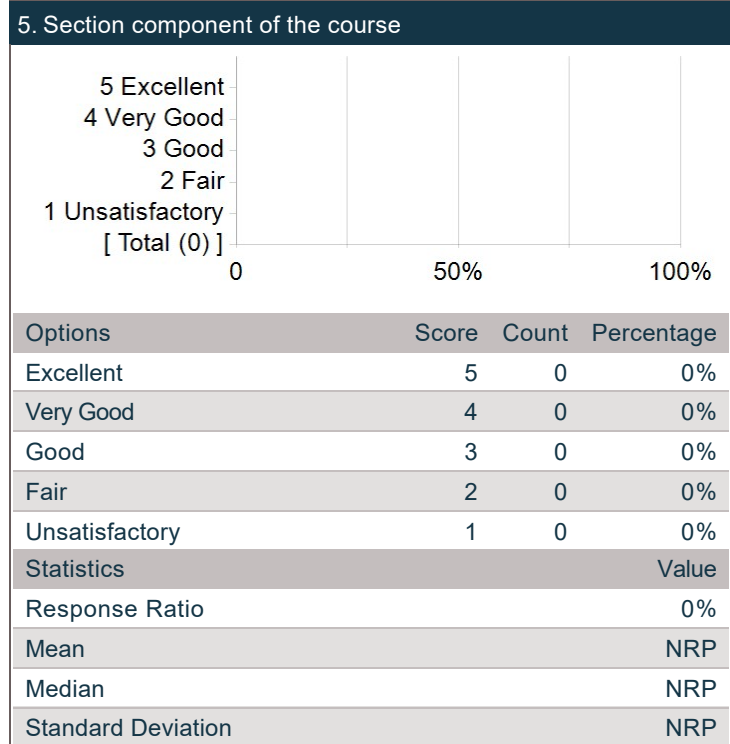 5. Section component of the course
5 Excellent
4 Very Good
3 Good
2 Fair
1 Unsatisfactory
[ Total (0) ]
0 50% 100%
Options Score Count Percentage
Excellent 5 0 0%
Very Good 4 0 0%
Good 3 0 0%
Fair 2 0 0%
Unsatisfactory 1 0 0%
Statistics Value
Response Ratio 0%
Mean NRP
Median NRP
Standard Deviation NRP